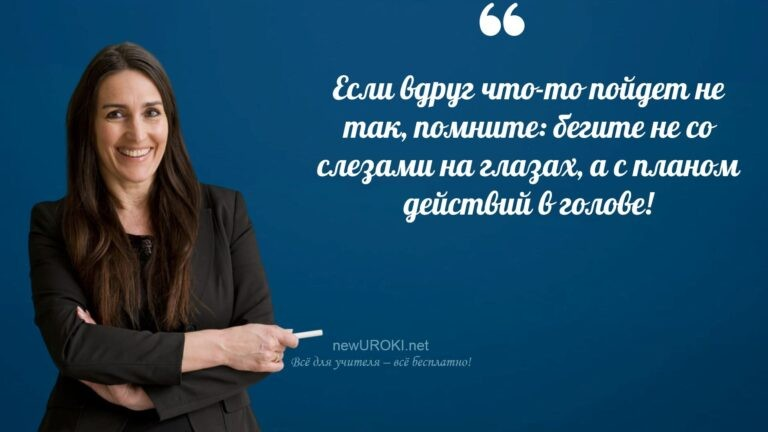 Если вдруг что-то пойдет не
так, помните: бегите не со
слезами на глазах, а с планом
действий в голове!
newUROKI.net
Всё для учителя – всё бесплатно!